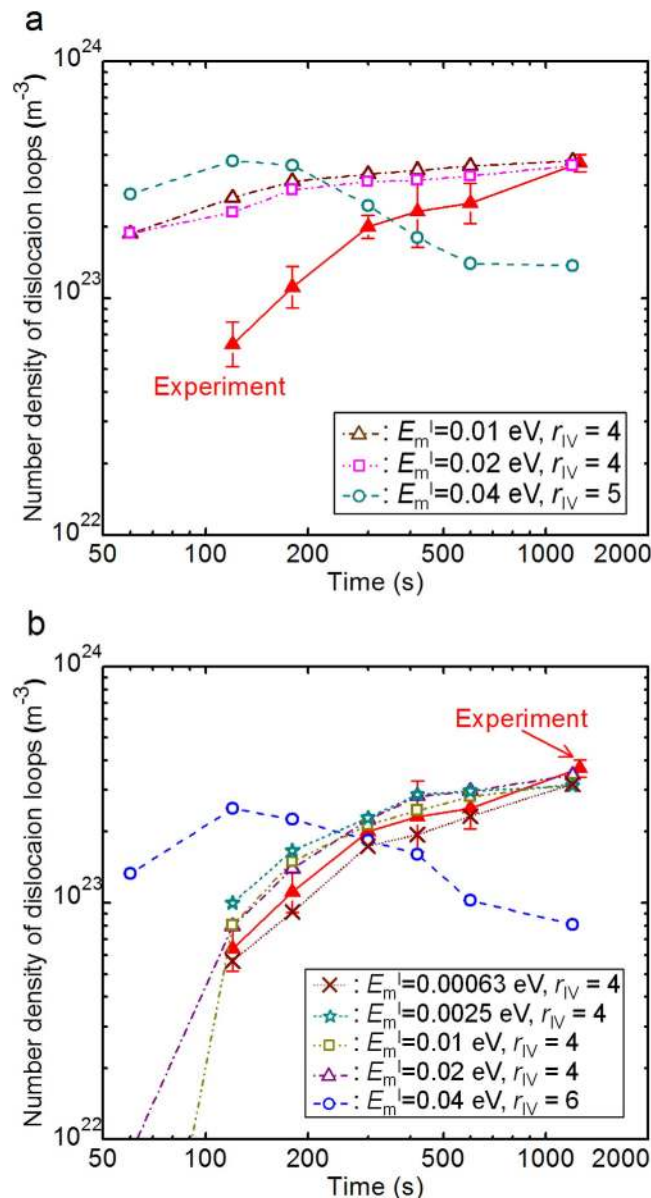 a
10^24
10^23
10^22
Number density of dislocaion loops (m^-3)
Experiment
: E_m^I=0.01 eV, r_IV = 4
: E_m^I=0.02 eV, r_IV = 4
: E_m^I=0.04 eV, r_IV = 5
50 100 200 500 1000 2000
Time (s)
b
10^24
10^23
10^22
Number density of dislocaion loops (m^-3)
Experiment
: E_m^I=0.00063 eV, r_IV = 4
: E_m^I=0.0025 eV, r_IV = 4
: E_m^I=0.01 eV, r_IV = 4
: E_m^I=0.02 eV, r_IV = 4
: E_m^I=0.04 eV, r_IV = 6
50 100 200 500 1000 2000
Time (s)